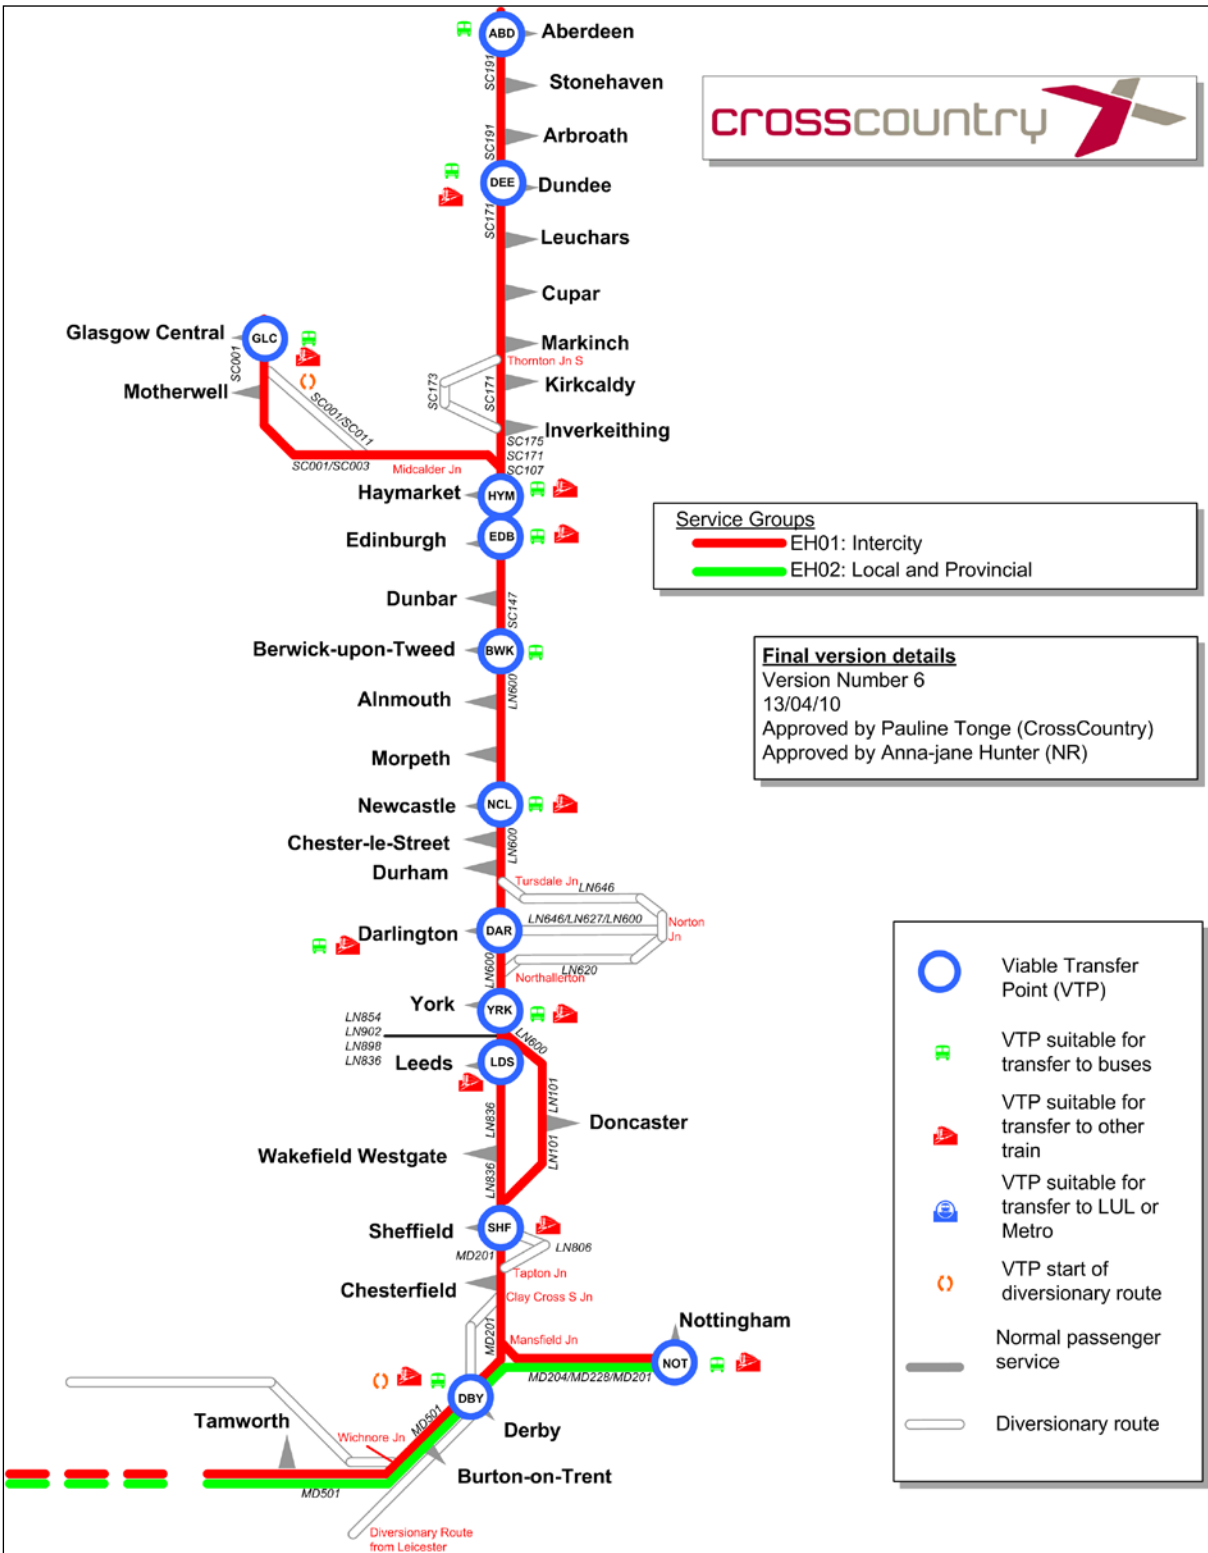 ABD Aberdeen
SC191
Stonehaven
crosscountry
SC191
Arbroath
DEE Dundee
SC171
Leuchars
Cupar
Glasgow Central GLC
SC001
Markinch
Thornton Jn S
Motherwell
SC173
SC171
Kirkcaldy
SC001/SC011
Inverkeithing
SC175
SC171
SC107
SC001/SC003
Midcalder Jn
Haymarket HYM
Edinburgh EDB
Service Groups
EH01: Intercity
EH02: Local and Provincial
Dunbar
SC147
Berwick-upon-Tweed BWK
LN600
Alnmouth
Morpeth
Final version details
Version Number 6
13/04/10
Approved by Pauline Tonge (CrossCountry)
Approved by Anna-jane Hunter (NR)
Newcastle NCL
Chester-le-Street
LN600
Durham
Tursdale Jn
LN646
LN646/LN627/LN600
Norton
Jn
Darlington DAR
LN600
LN620
Northallerton
York YRK
LN854
LN902
LN898
LN836
LN600
Leeds LDS
LN836
LN101
Doncaster
LN101
Wakefield Westgate
LN836
Sheffield SHF
MD201
LN806
Tapton Jn
Chesterfield
Clay Cross S Jn
MD201
Mansfield Jn
Nottingham
NOT
MD204/MD228/MD201
DBY
Derby
MD501
Tamworth
Wichnore Jn
Burton-on-Trent
MD501
Diversionary Route
from Leicester
Viable Transfer
Point (VTP)
VTP suitable for
transfer to buses
VTP suitable for
transfer to other
train
VTP suitable for
transfer to LUL or
Metro
VTP start of
diversionary route
Normal passenger
service
Diversionary route